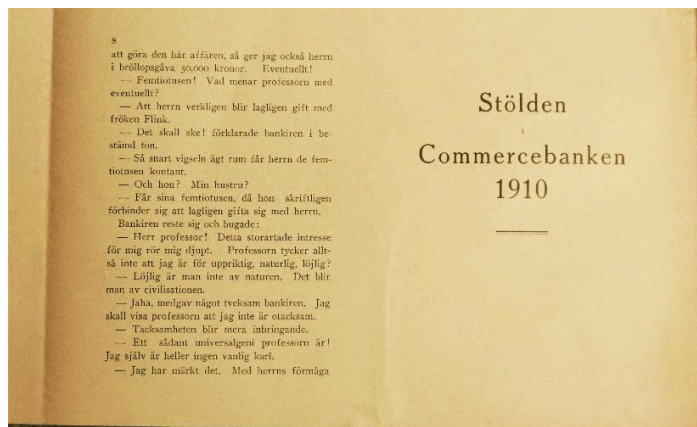 8
att göra den här affären, så ger jag också herrn
i bröllopsgåva 50,000 kronor. Eventuellt!
— Femtiotusen! Vad menar professorn med
eventuellt?
— Att herrn verkligen blir lagligen gift med
fröken Flink.
— Det skall ske! förklarade bankiren i be-
stämd ton.
— Så snart vigseln ägt rum får herrn de fem-
tiotusen kontant.
— Och hon? Min hustru?
— Får sina femtiotusen, då hon skriftligen
förbinder sig att lagligen gifta sig med herrn.
Bankiren reste sig och bugade:
— Herr professor! Detta storartade intresse
för mig rör mig djupt. Professorn tycker allt-
så inte att jag är för uppriktig, naturlig, löjlig?
— Löjlig är man inte av naturen. Det blir
man av civilisationen.
— Jaha, medgav något tveksam bankiren. Jag
skall visa professorn att jag inte är otacksam.
— Tacksamheten blir mera inbringande.
— Ett sådant universalgeni professorn är!
Jag själv är heller ingen vanlig karl.
— Jag har märkt det. Med herrns förmåga
Stölden
i
Commercebanken
1910